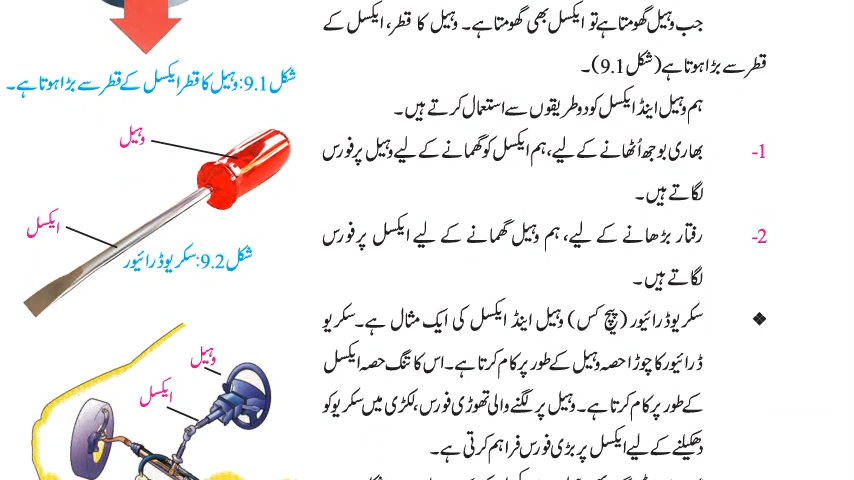 جب وہیل گھومتا ہے تو ایکسل بھی گھومتا ہے۔ وہیل کا قطر، ایکسل کے
قطر سے بڑا ہوتا ہے (شکل 9.1)۔
ہم وہیل اینڈ ایکسل کو دو طریقوں سے استعمال کرتے ہیں۔
1- بھاری بوجھ اُٹھانے کے لیے، ہم ایکسل کو گھمانے کے لیے وہیل پر فورس
لگاتے ہیں۔
2- رفتار بڑھانے کے لیے، ہم وہیل گھمانے کے لیے ایکسل پر فورس
لگاتے ہیں۔
❖ سکریو ڈرائیور (پیچ کس) وہیل اینڈ ایکسل کی ایک مثال ہے۔ سکریو
ڈرائیور کا چوڑا حصہ وہیل کے طور پر کام کرتا ہے۔ اس کا تنگ حصہ ایکسل
کے طور پر کام کرتا ہے۔ وہیل پر لگنے والی تھوڑی فورس، لکڑی میں سکریو کو
دھکیلنے کے لیے ایکسل پر بڑی فورس فراہم کرتی ہے۔
شکل 9.1: وہیل کا قطر ایکسل کے قطر سے بڑا ہوتا ہے۔
وہیل
ایکسل
شکل 9.2: سکریو ڈرائیور
وہیل
ایکسل